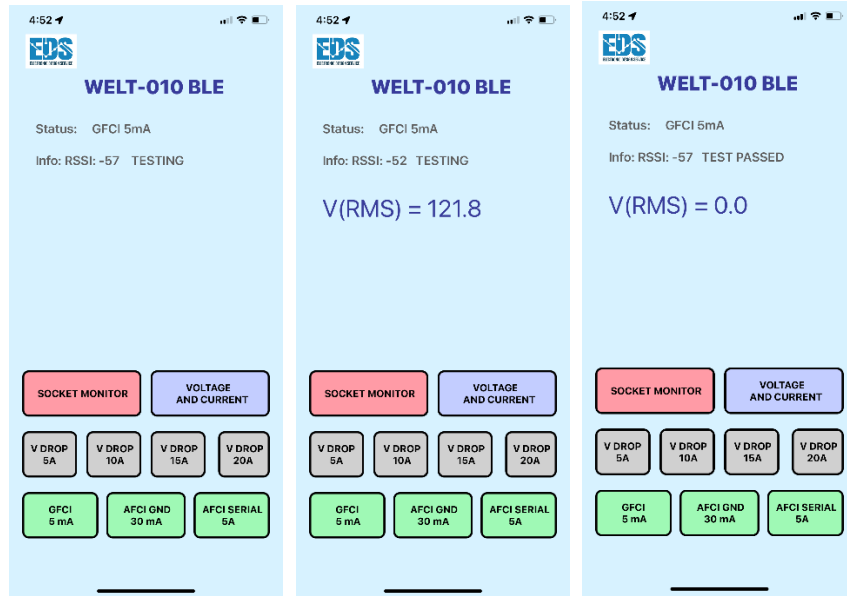 4:52
EDS
WELT-010 BLE
Status: GFCI 5mA
Info: RSSI: -57 TESTING
SOCKET MONITOR
VOLTAGE
AND CURRENT
V DROP
5A
V DROP
10A
V DROP
15A
V DROP
20A
GFCI
5 mA
AFCI GND
30 mA
AFCI SERIAL
5A
4:52
EDS
WELT-010 BLE
Status: GFCI 5mA
Info: RSSI: -52 TESTING
V(RMS) = 121.8
SOCKET MONITOR
VOLTAGE
AND CURRENT
V DROP
5A
V DROP
10A
V DROP
15A
V DROP
20A
GFCI
5 mA
AFCI GND
30 mA
AFCI SERIAL
5A
4:52
EDS
WELT-010 BLE
Status: GFCI 5mA
Info: RSSI: -57 TEST PASSED
V(RMS) = 0.0
SOCKET MONITOR
VOLTAGE
AND CURRENT
V DROP
5A
V DROP
10A
V DROP
15A
V DROP
20A
GFCI
5 mA
AFCI GND
30 mA
AFCI SERIAL
5A